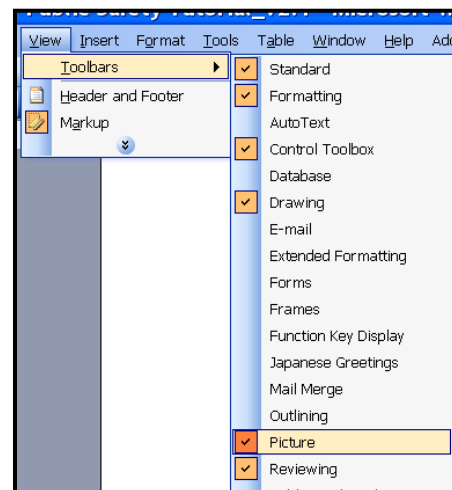 View Insert Format Tools Table Window Help
Toolbars
Header and Footer
Markup
Standard
Formatting
AutoText
Control Toolbox
Database
Drawing
E-mail
Extended Formatting
Forms
Frames
Function Key Display
Japanese Greetings
Mail Merge
Outlining
Picture
Reviewing